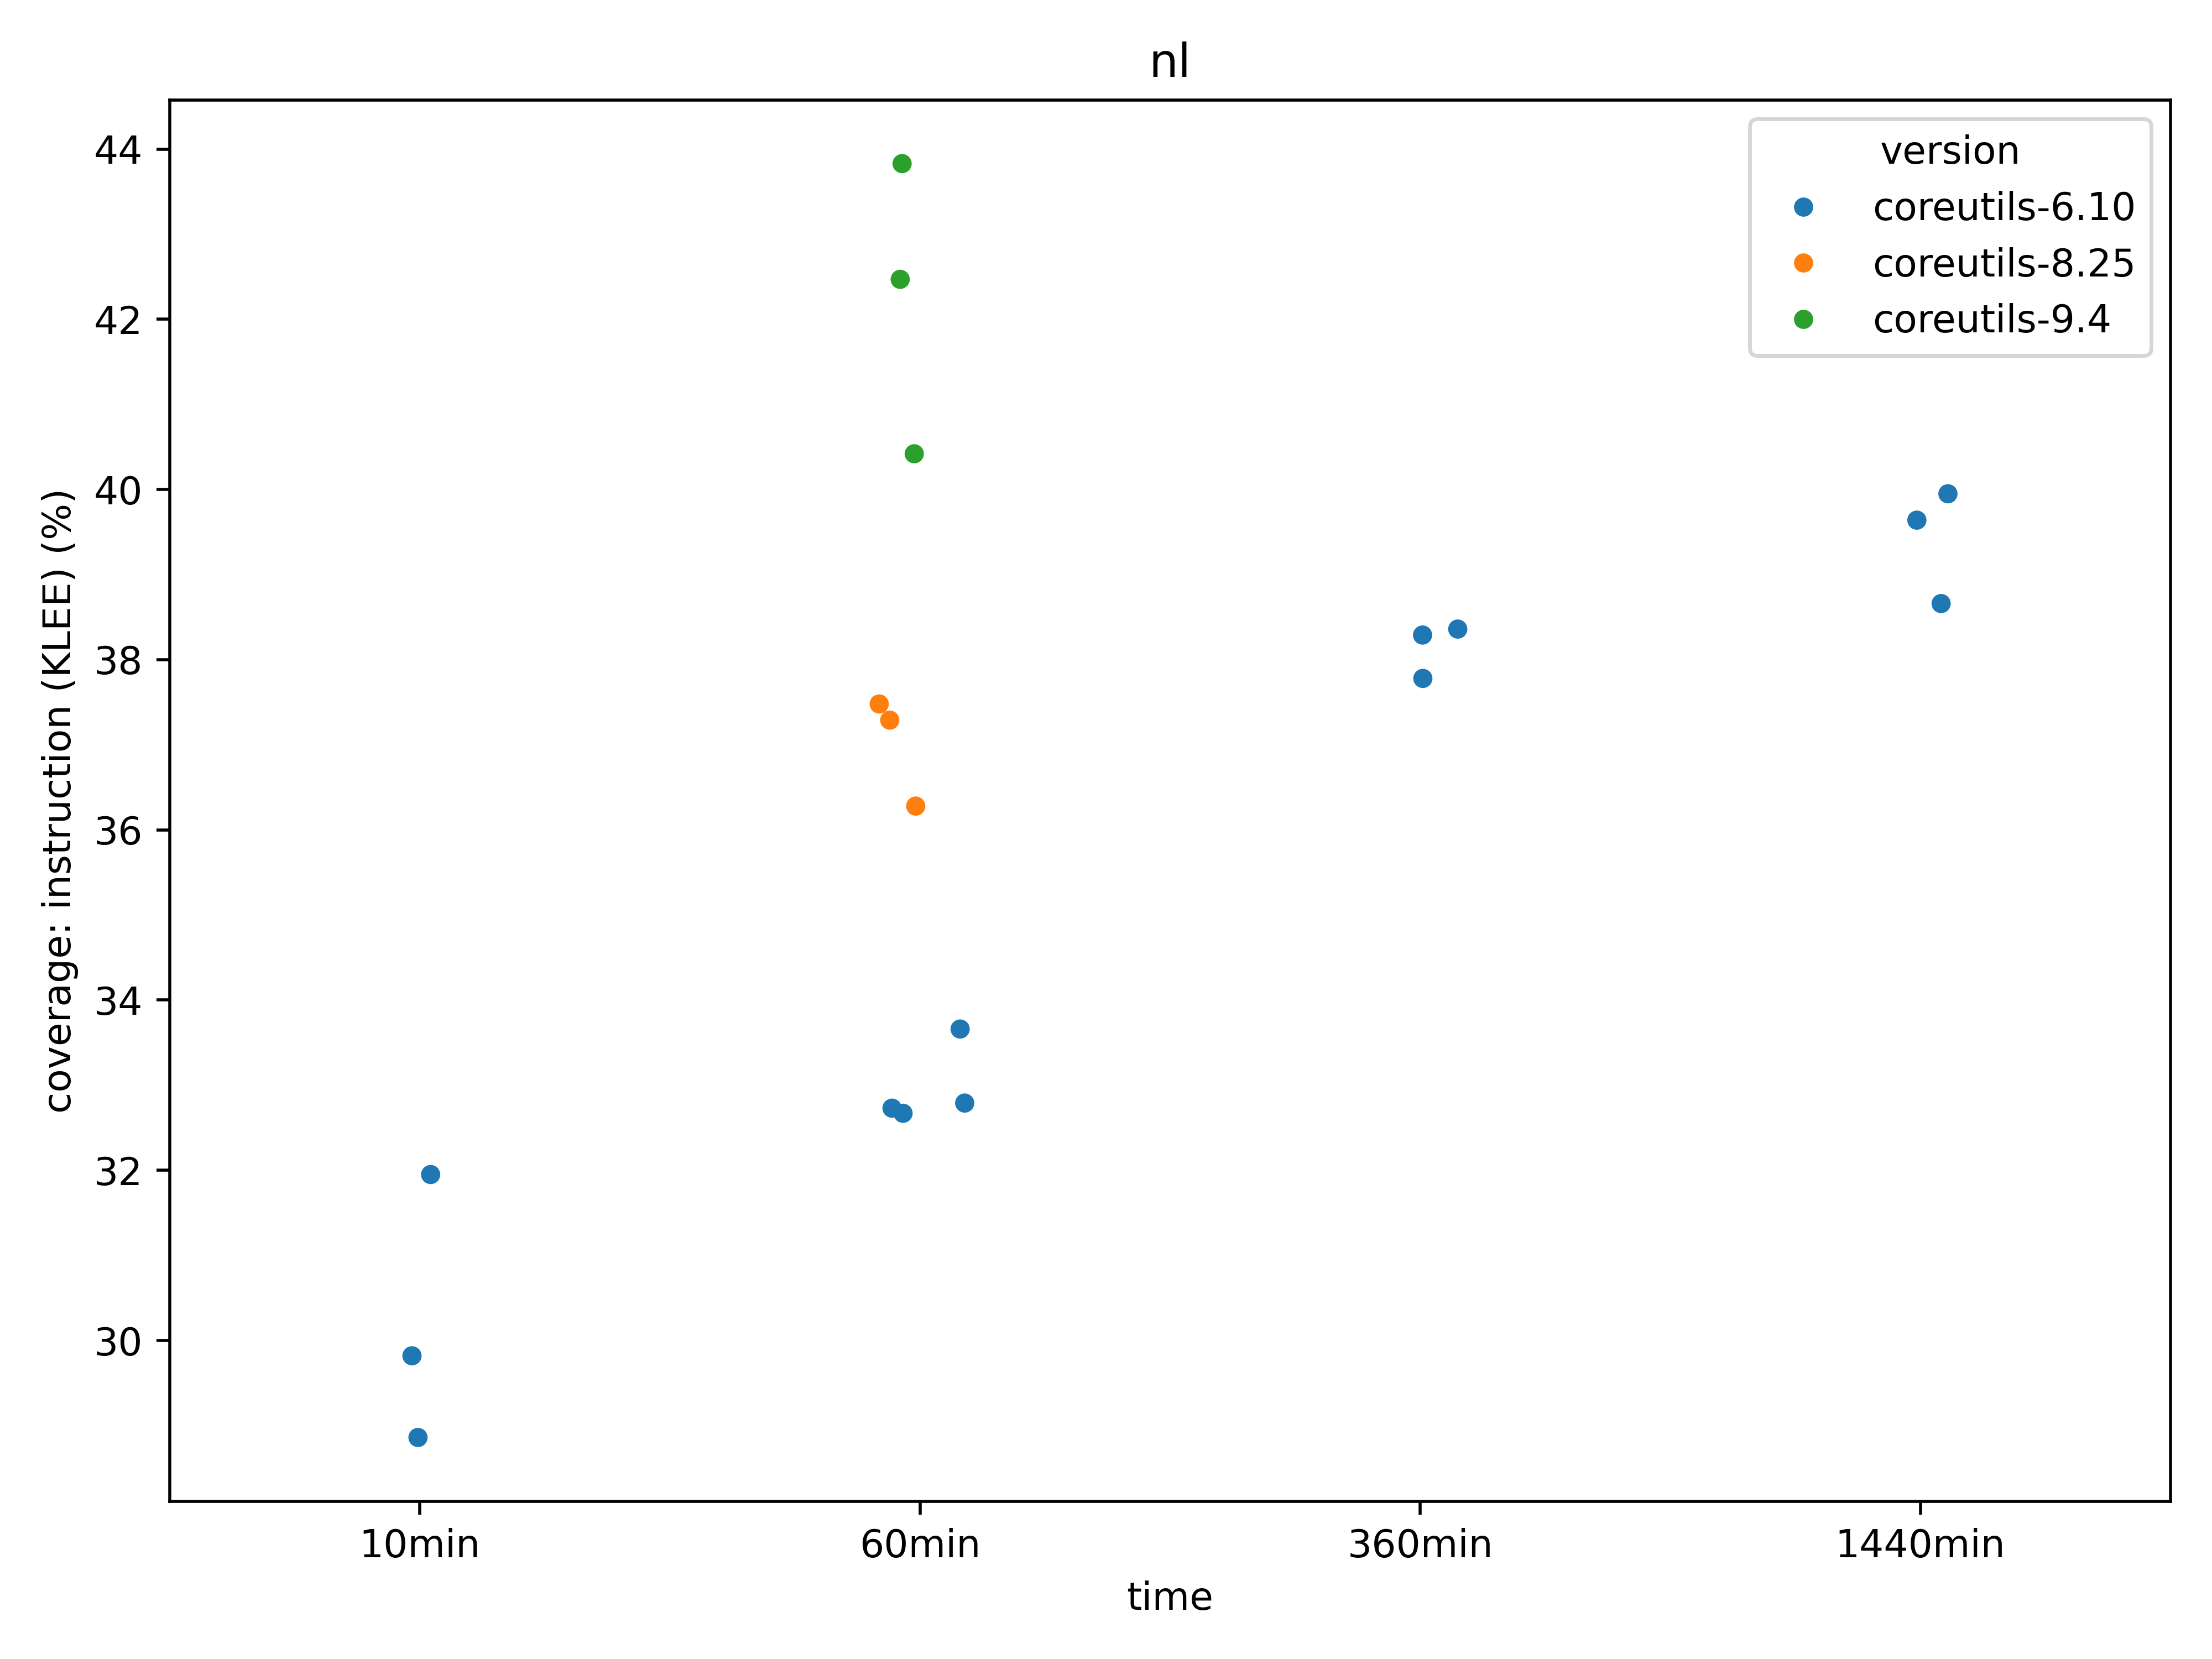 nl
version
coreutils-6.10
coreutils-8.25
coreutils-9.4
coverage: instruction (KLEE) (%)
44
42
40
38
36
34
32
30
10min
60min
360min
1440min
time